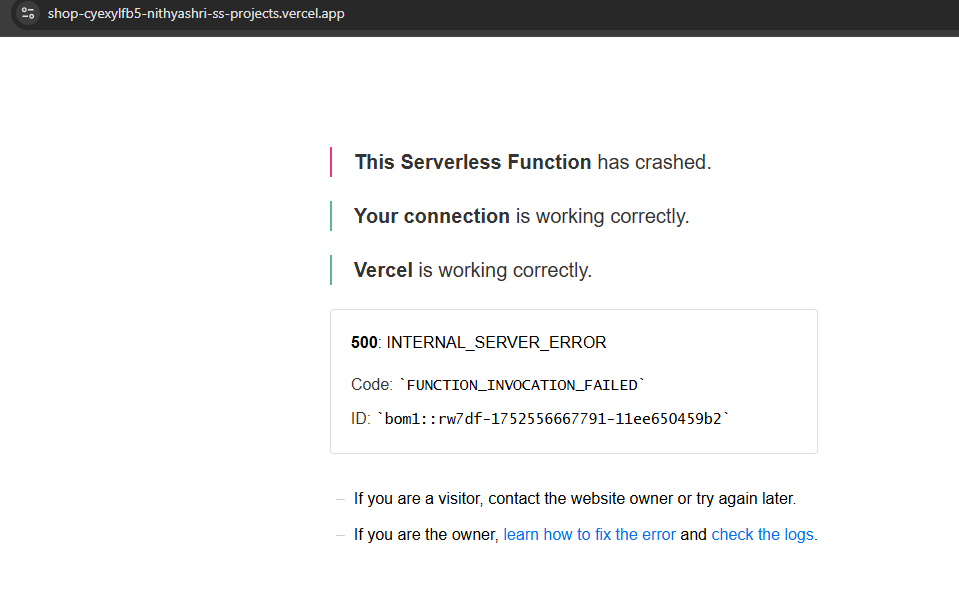 shop-cyexylfb5-nithyashri-ss-projects.vercel.app
This Serverless Function has crashed.
Your connection is working correctly.
Vercel is working correctly.
500: INTERNAL_SERVER_ERROR
Code: `FUNCTION_INVOCATION_FAILED`
ID: `bom1::rw7df-1752556667791-11ee650459b2`
– If you are a visitor, contact the website owner or try again later.
– If you are the owner, learn how to fix the error and check the logs.